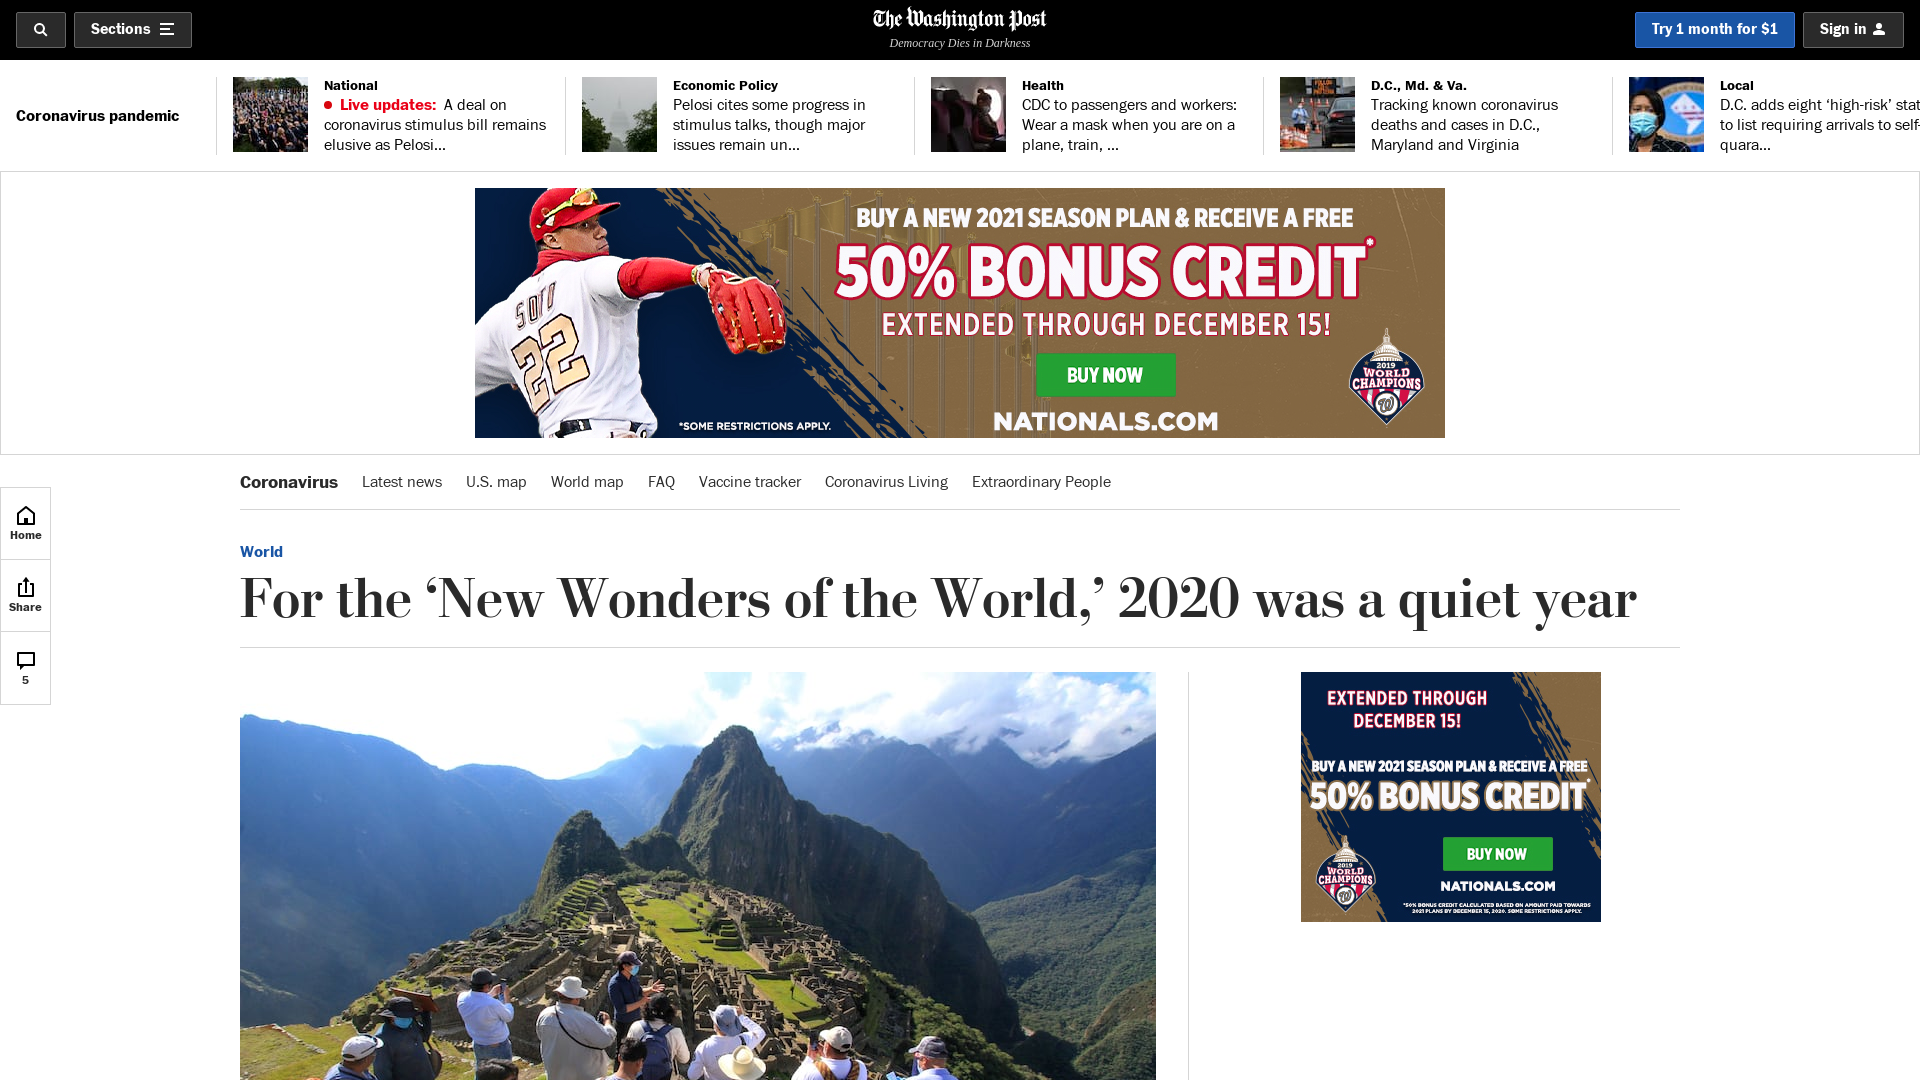 Sections
The Washington Post
Democracy Dies in Darkness
Try 1 month for $1
Sign in
Coronavirus pandemic
National
Live updates: A deal on
coronavirus stimulus bill remains
elusive as Pelosi...
Economic Policy
Pelosi cites some progress in
stimulus talks, though major
issues remain un...
Health
CDC to passengers and workers:
Wear a mask when you are on a
plane, train, ...
D.C., Md. & Va.
Tracking known coronavirus
deaths and cases in D.C.,
Maryland and Virginia
Local
D.C. adds eight ‘high-risk’ stat
to list requiring arrivals to self-
quara...
BUY A NEW 2021 SEASON PLAN & RECEIVE A FREE
50% BONUS CREDIT*
EXTENDED THROUGH DECEMBER 15!
BUY NOW
NATIONALS.COM
*SOME RESTRICTIONS APPLY.
SOTO
22
2019
WORLD
CHAMPIONS
W
Coronavirus Latest news U.S. map World map FAQ Vaccine tracker Coronavirus Living Extraordinary People
Home
Share
5
World
For the ‘New Wonders of the World,’ 2020 was a quiet year
EXTENDED THROUGH
DECEMBER 15!
BUY A NEW 2021 SEASON PLAN & RECEIVE A FREE
50% BONUS CREDIT*
BUY NOW
NATIONALS.COM
2019
WORLD
CHAMPIONS
W
*50% BONUS CREDIT CALCULATED BASED ON AMOUNT PAID TOWARDS
2021 PLANS BY DECEMBER 15, 2020. SOME RESTRICTIONS APPLY.